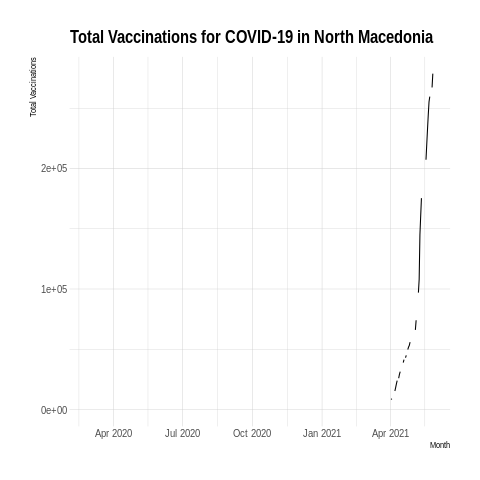 Total Vaccinations for COVID-19 in North Macedonia
Total Vaccinations
2e+05
1e+05
0e+00
Apr 2020 Jul 2020 Oct 2020 Jan 2021 Apr 2021
Month